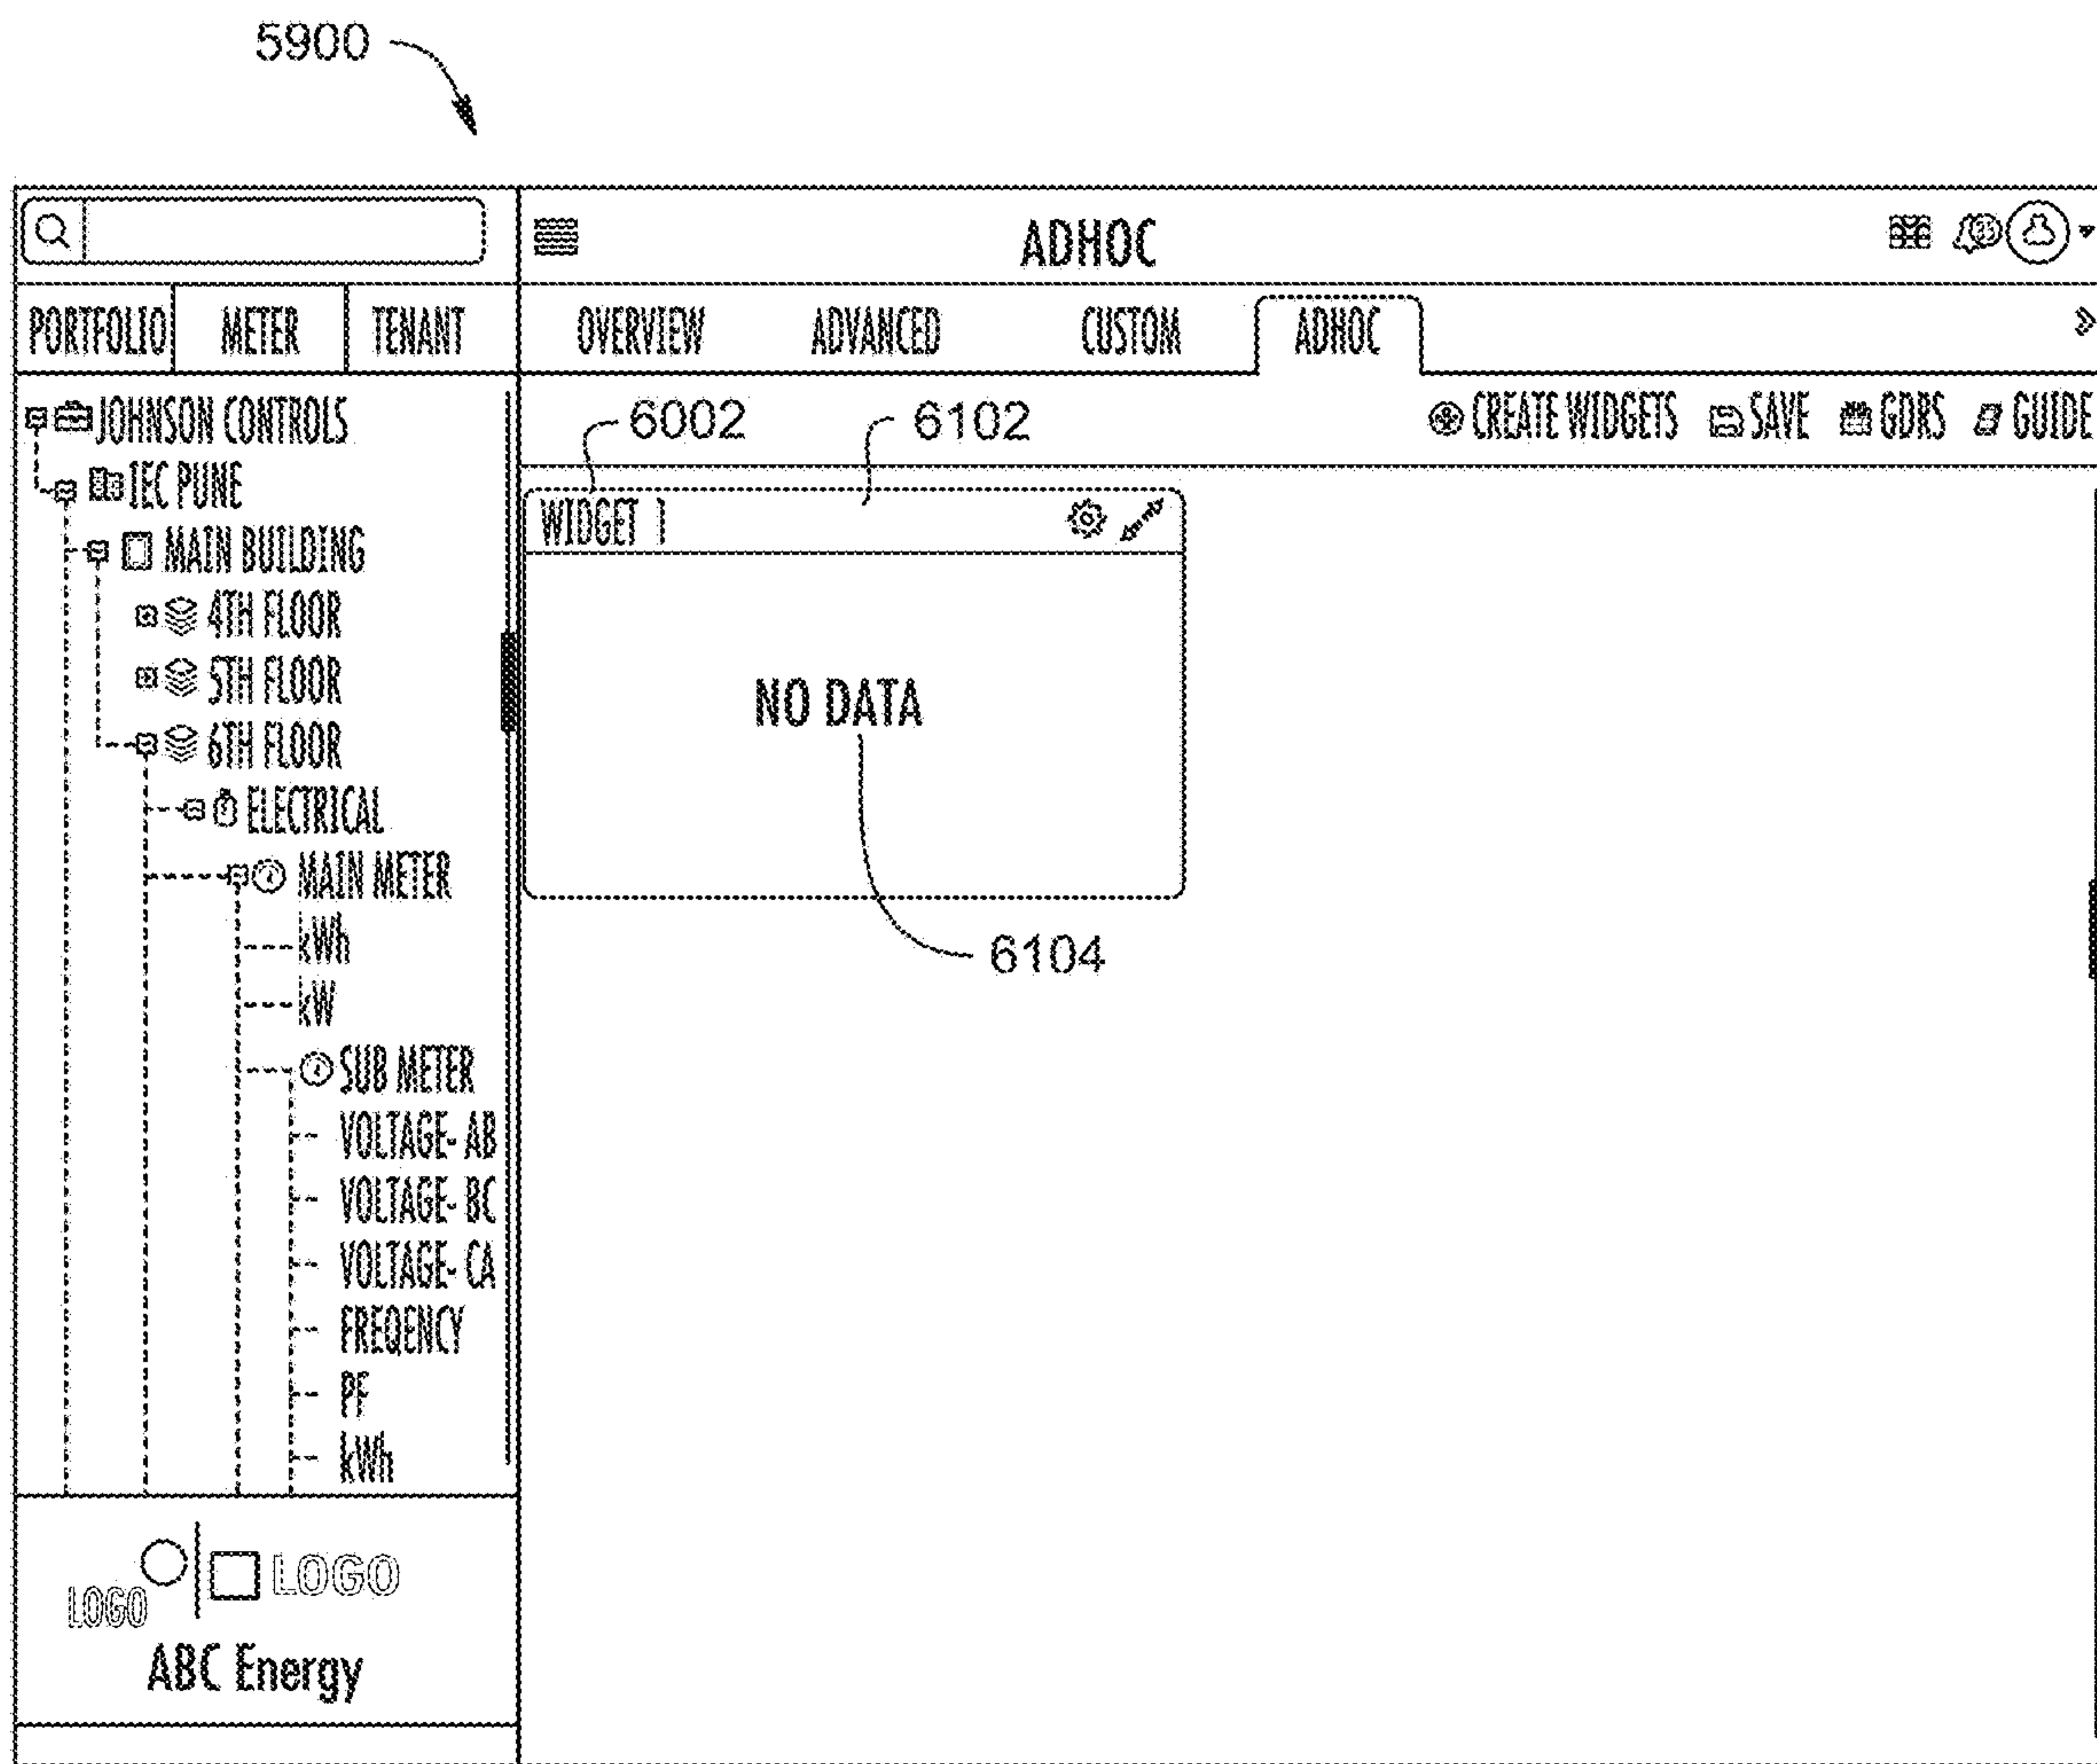 5900
ADHOC
PORTFOLIO METER TENANT
OVERVIEW ADVANCED CUSTOM ADHOC
JOHNSON CONTROLS
IEC PUNE
MAIN BUILDING
4TH FLOOR
5TH FLOOR
6TH FLOOR
ELECTRICAL
MAIN METER
kWh
kW
SUB METER
VOLTAGE- AB
VOLTAGE- BC
VOLTAGE- CA
FREQENCY
PF
kWh
LOGO LOGO
ABC Energy
6002 6102
CREATE WIDGETS SAVE GDRS GUIDE
WIDGET 1
NO DATA
6104